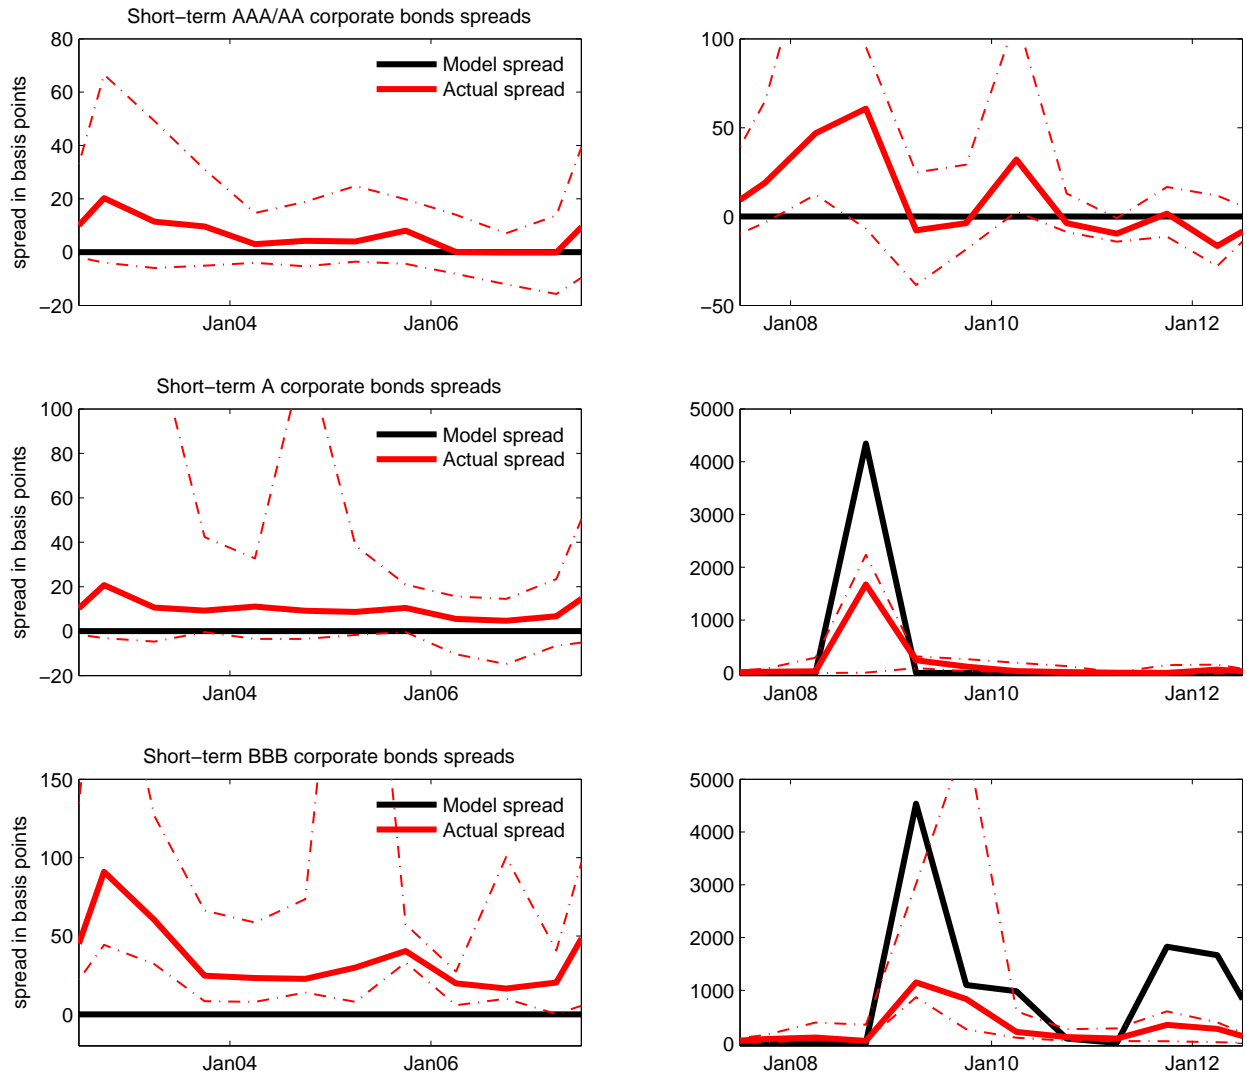 Short−term AAA/AA corporate bonds spreads
spread in basis points
80
60
40
20
0
−20
Model spread
Actual spread
Jan04
Jan06
100
50
0
−50
Jan08
Jan10
Jan12
Short−term A corporate bonds spreads
spread in basis points
100
80
60
40
20
0
−20
Model spread
Actual spread
Jan04
Jan06
5000
4000
3000
2000
1000
0
Jan08
Jan10
Jan12
Short−term BBB corporate bonds spreads
spread in basis points
150
100
50
0
Model spread
Actual spread
Jan04
Jan06
5000
4000
3000
2000
1000
0
Jan08
Jan10
Jan12